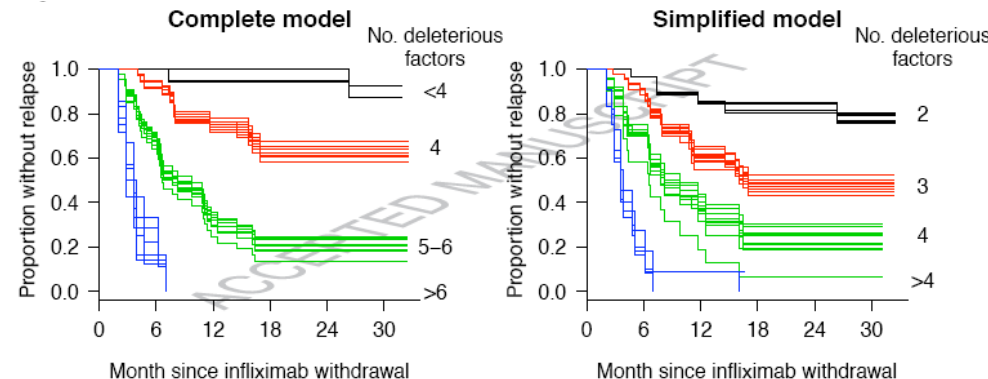 Complete model
No. deleterious
factors
Proportion without relapse
1.0
0.8
0.6
0.4
0.2
0.0
<4
4
5–6
>6
0 6 12 18 24 30
Month since infliximab withdrawal
Simplified model
No. deleterious
factors
Proportion without relapse
1.0
0.8
0.6
0.4
0.2
0.0
2
3
4
>4
0 6 12 18 24 30
Month since infliximab withdrawal
ACCEPTED MANUSCRIPT